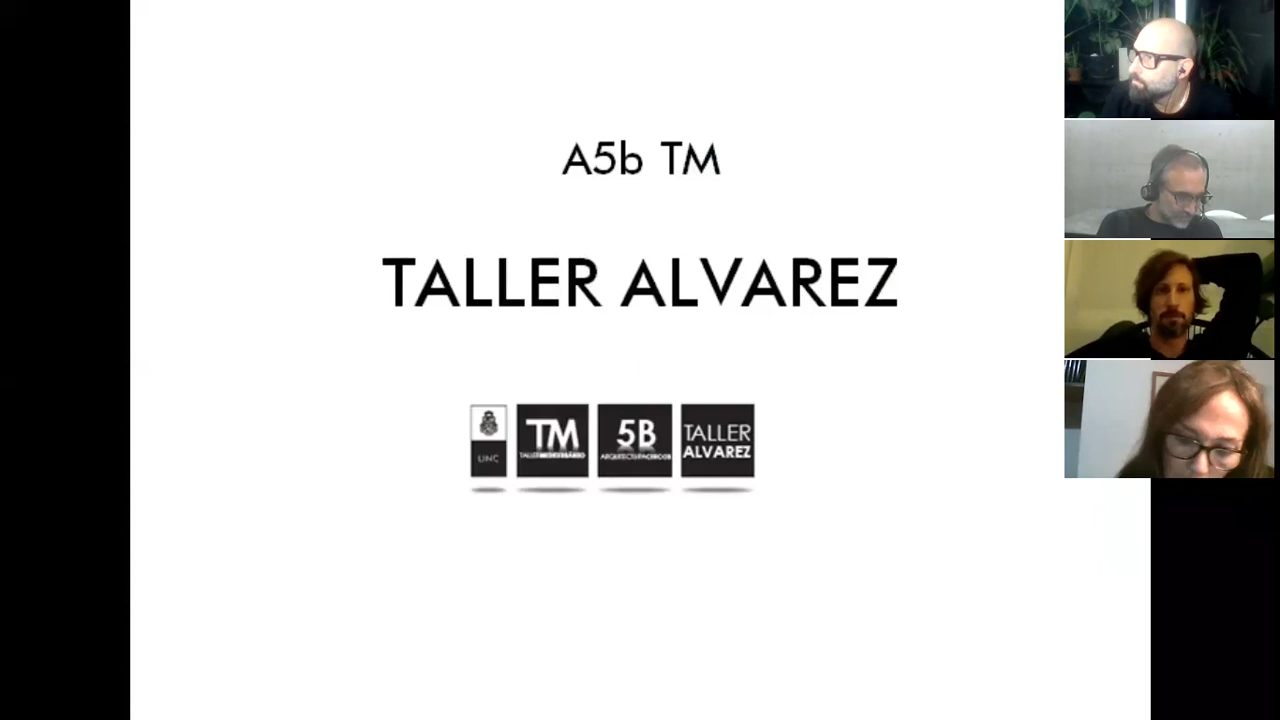 A5b TM
TALLER ALVAREZ
UNC
TM
5B
TALLER
ALVAREZ